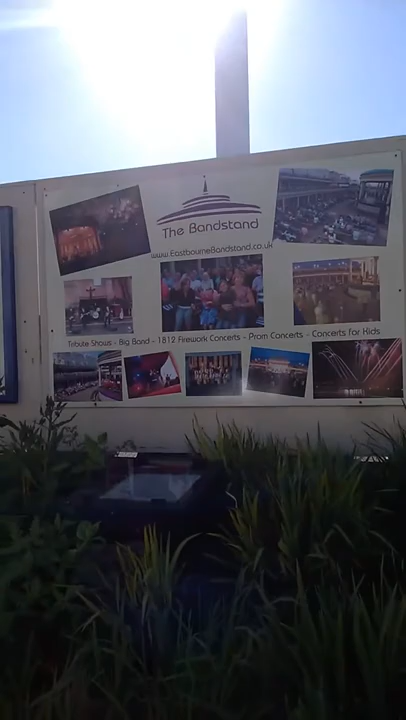 The Bandstand
www.EastbourneBandstand.co.uk
Tribute Shows - Big Band - 1812 Firework Concerts - Prom Concerts - Concerts for Kids